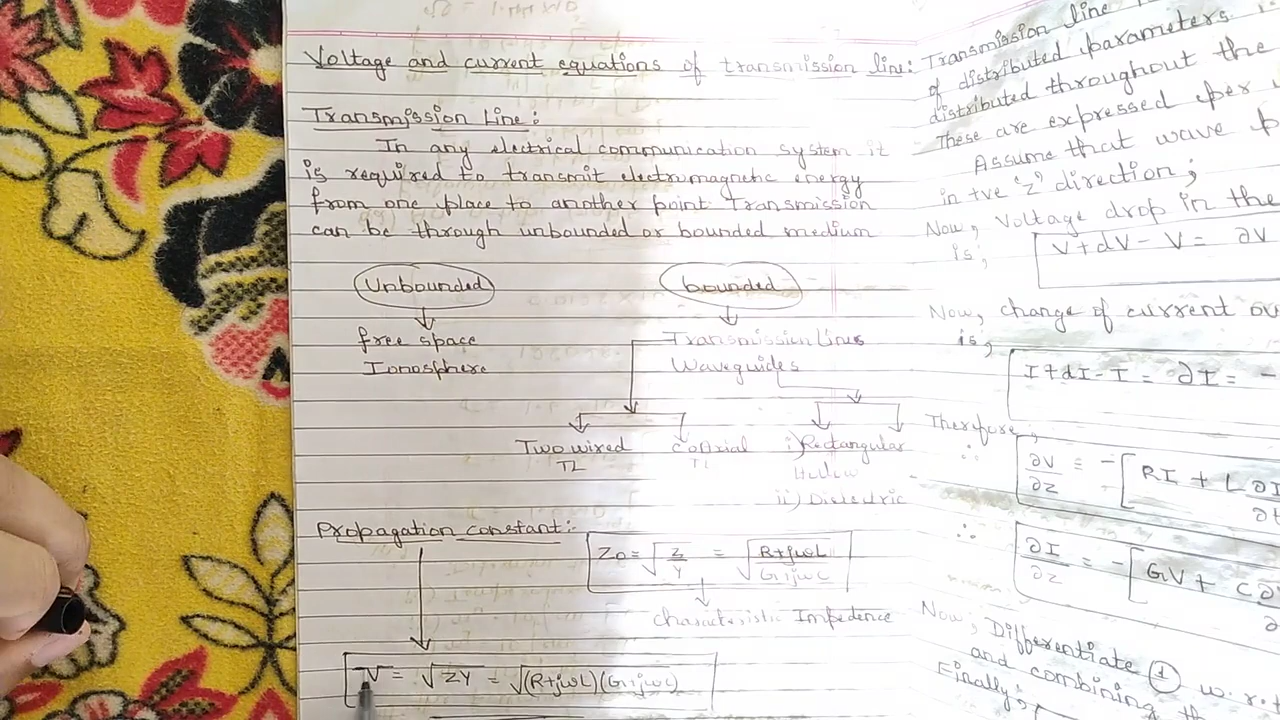 Voltage and current equations of transmission line:
Transmission Line:
In any electrical communication system it
is required to transmit electromagnetic energy
from one place to another point. Transmission
can be through unbounded or bounded medium
Unbounded bounded
free space Transmission Lines
Ionosphere Waveguides
Two wired TL
coaxial TL
i) Rectangular
Hollow
ii) Dielectric
Propagation constant:
Z0 = √(Z/Y) = √((R+jωL)/(G+jωC))
characteristic Impedence
γ = √ZY = √(R+jωL)(G+jωC)
Transmission line
of distributed parameters
distributed throughout the
These are expressed per
Assume that wave
in +ve 'z' direction;
Now, Voltage drop in the
is;
V + dV - V = ∂V
Now, change of current
is,
I + dI - I = ∂I = -
Therefore;
∴ ∂V/∂z = -[RI + L ∂I/∂t
∴ ∂I/∂z = -[GV + C ∂
Now, Differentiate ① w.r.
and combining
Finally,